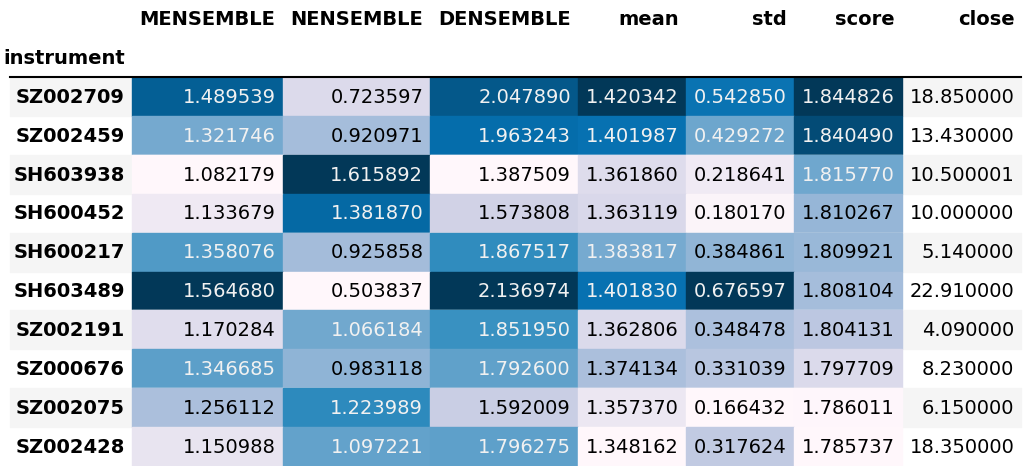 MENSEMBLE NENSEMBLE DENSEMBLE mean std score close
instrument
SZ002709 1.489539 0.723597 2.047890 1.420342 0.542850 1.844826 18.850000
SZ002459 1.321746 0.920971 1.963243 1.401987 0.429272 1.840490 13.430000
SH603938 1.082179 1.615892 1.387509 1.361860 0.218641 1.815770 10.500001
SH600452 1.133679 1.381870 1.573808 1.363119 0.180170 1.810267 10.000000
SH600217 1.358076 0.925858 1.867517 1.383817 0.384861 1.809921 5.140000
SH603489 1.564680 0.503837 2.136974 1.401830 0.676597 1.808104 22.910000
SZ002191 1.170284 1.066184 1.851950 1.362806 0.348478 1.804131 4.090000
SZ000676 1.346685 0.983118 1.792600 1.374134 0.331039 1.797709 8.230000
SZ002075 1.256112 1.223989 1.592009 1.357370 0.166432 1.786011 6.150000
SZ002428 1.150988 1.097221 1.796275 1.348162 0.317624 1.785737 18.350000